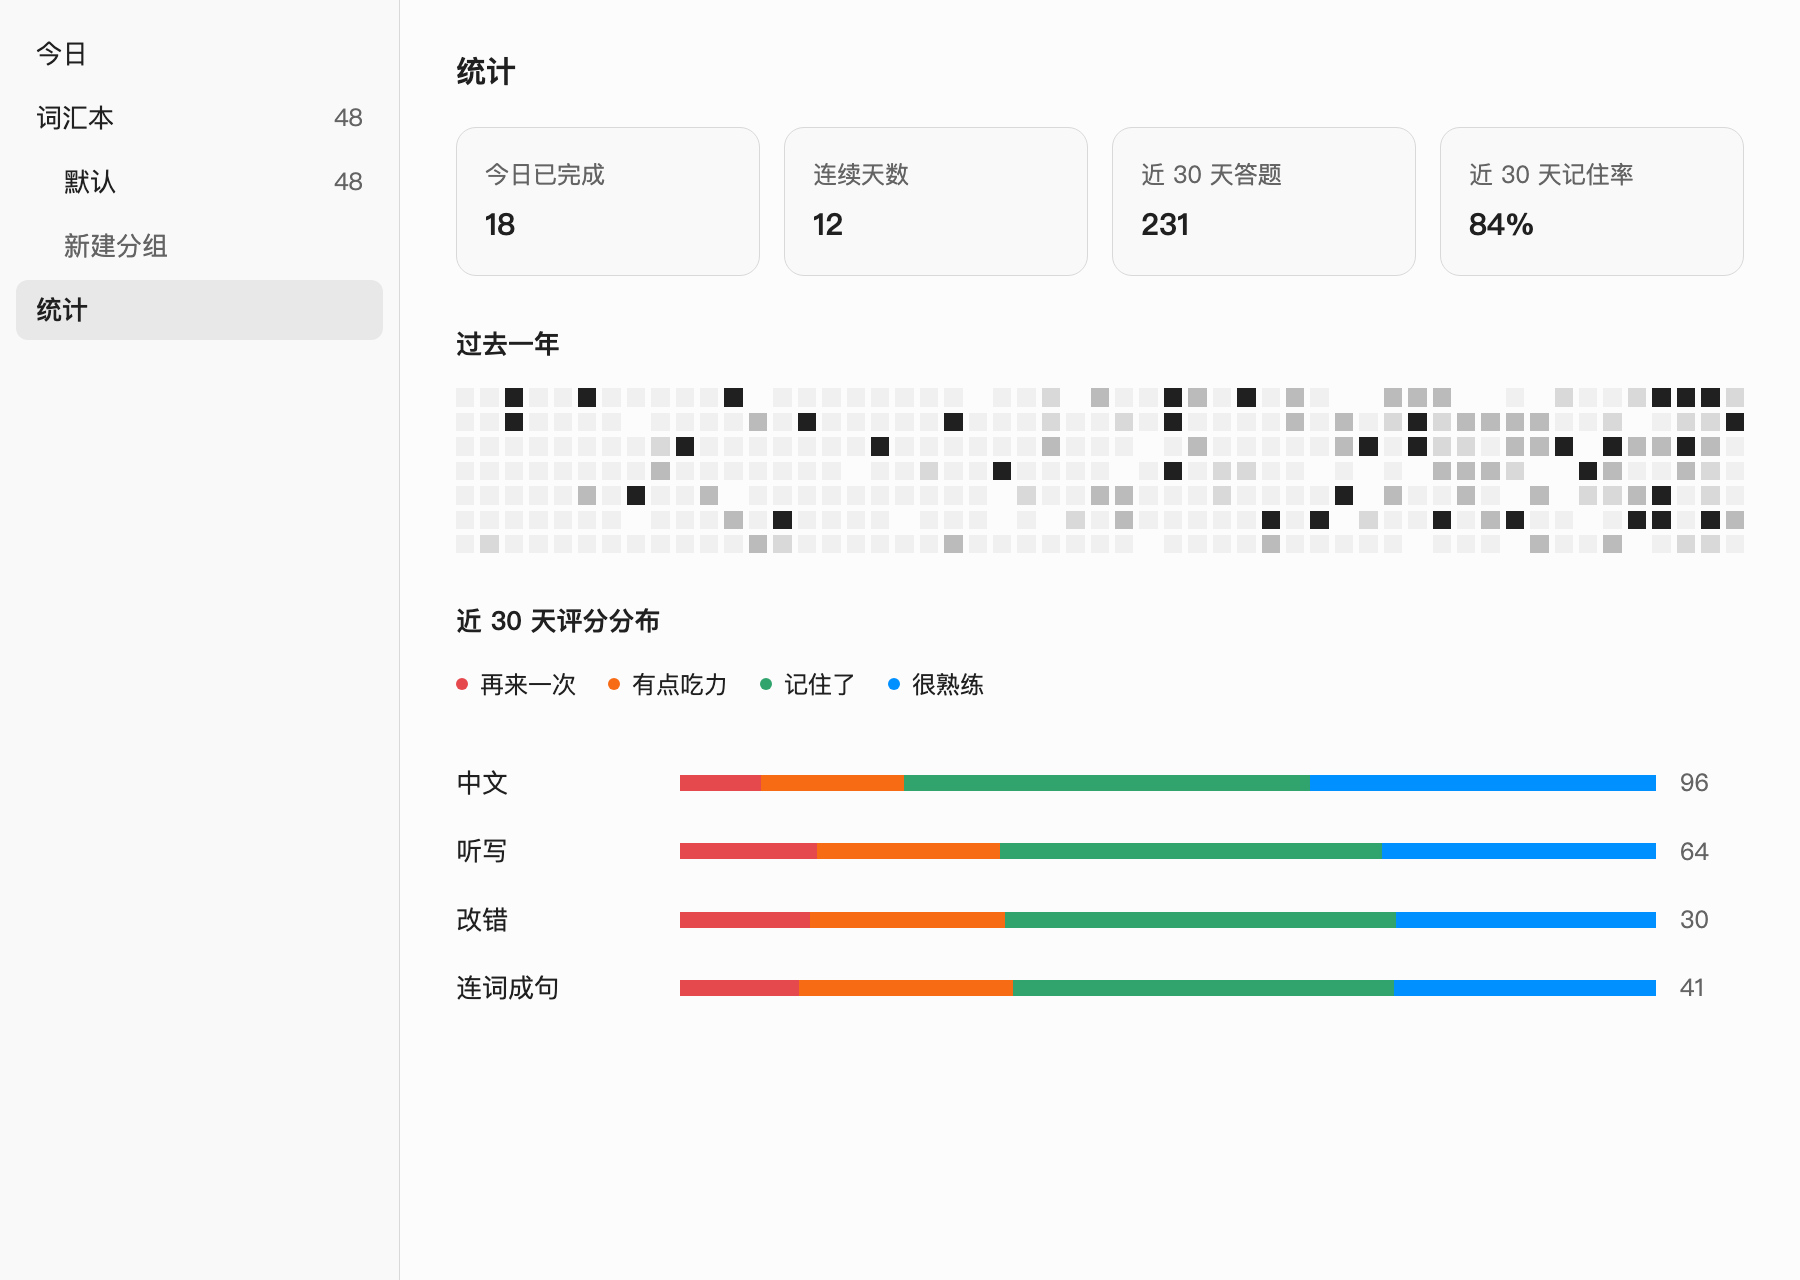 今日
词汇本 48
默认 48
新建分组
统计
统计
今日已完成
18
连续天数
12
近 30 天答题
231
近 30 天记住率
84%
过去一年
近 30 天评分分布
再来一次 有点吃力 记住了 很熟练
中文 96
听写 64
改错 30
连词成句 41